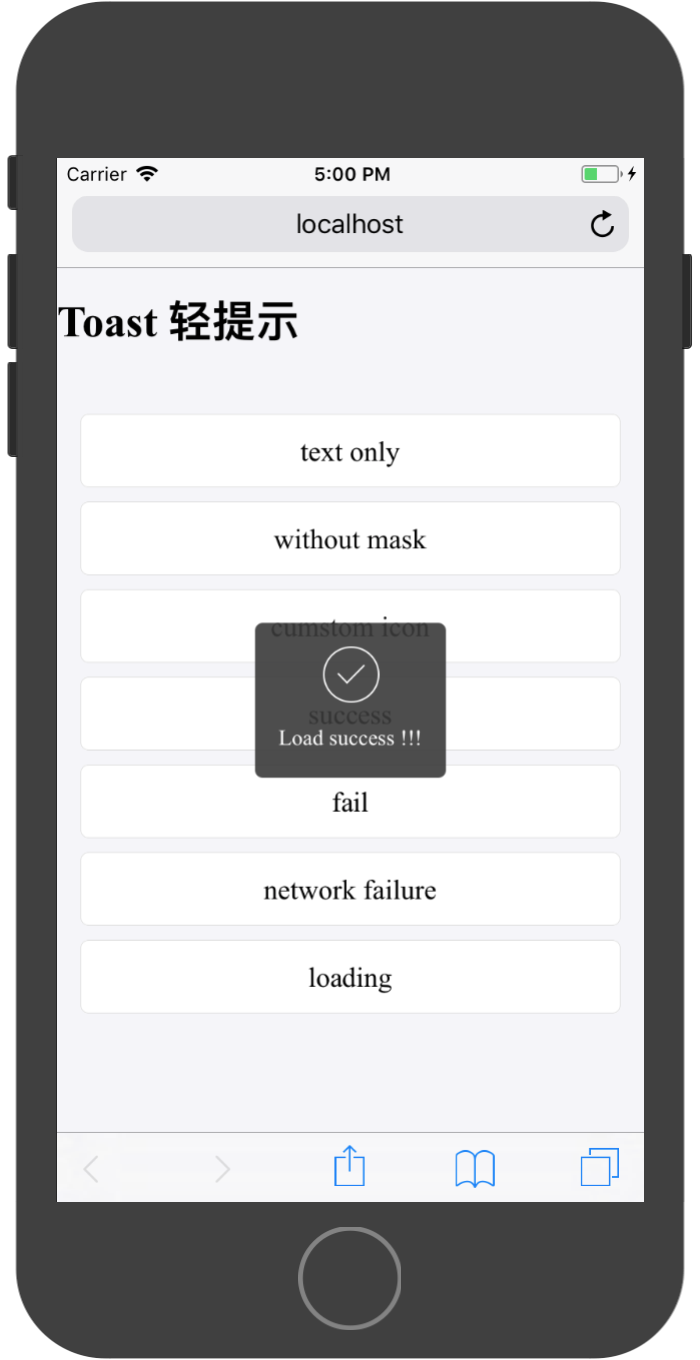 Carrier 5:00 PM
localhost
Toast 轻提示
text only
without mask
cumstom icon
success
Load success !!!
fail
network failure
loading